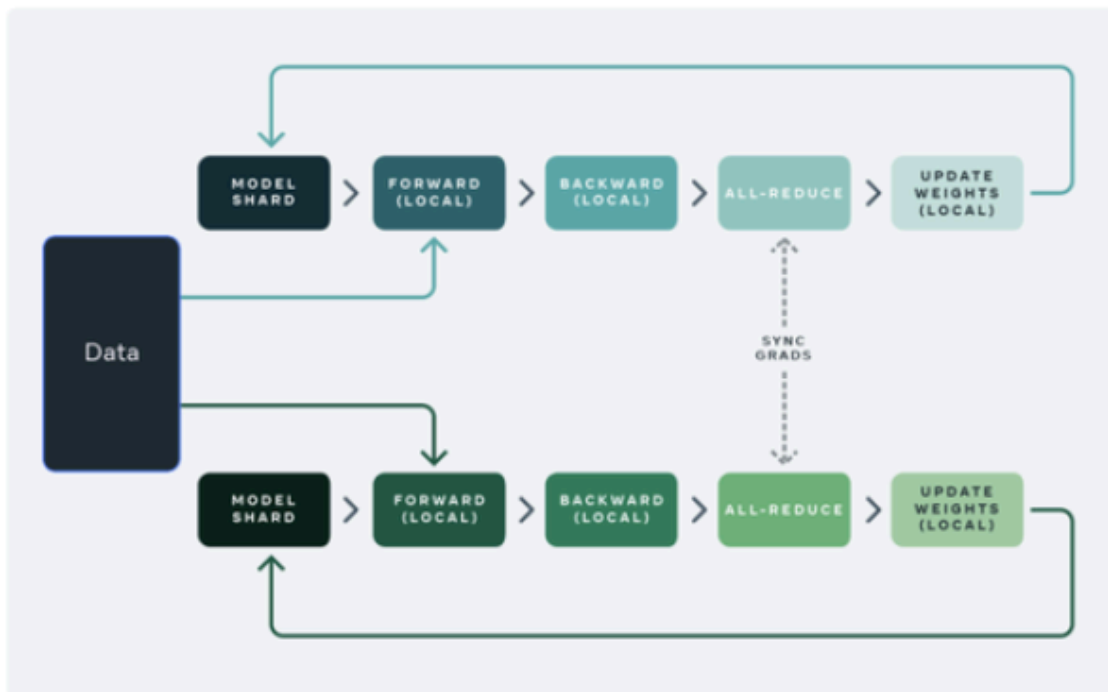 MODEL
SHARD
FORWARD
(LOCAL)
BACKWARD
(LOCAL)
ALL-REDUCE
UPDATE
WEIGHTS
(LOCAL)
Data
SYNC
GRADS
MODEL
SHARD
FORWARD
(LOCAL)
BACKWARD
(LOCAL)
ALL-REDUCE
UPDATE
WEIGHTS
(LOCAL)